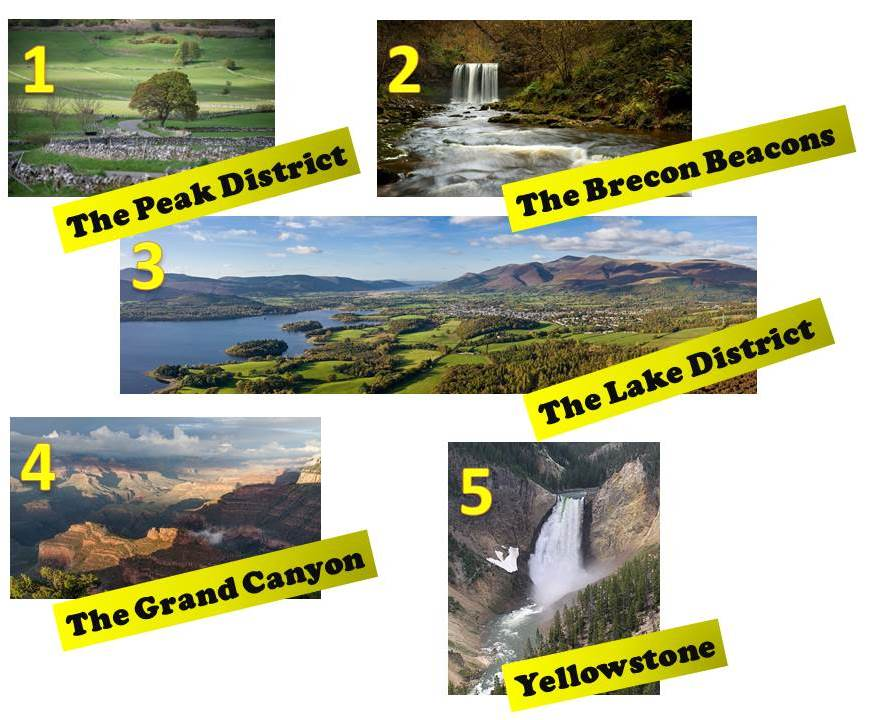 1
The Peak District
2
The Brecon Beacons
3
The Lake District
4
The Grand Canyon
5
Yellowstone